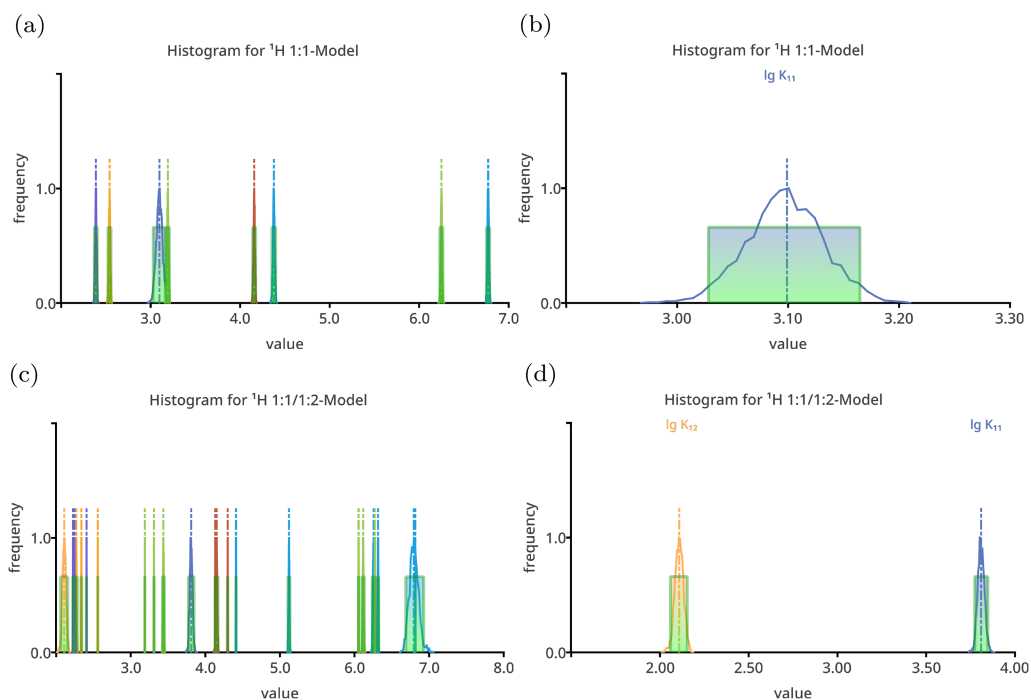 (a)
Histogram for ¹H 1:1-Model
frequency
1.0
0.0
3.0 4.0 5.0 6.0 7.0
value
(b)
Histogram for ¹H 1:1-Model
lg K₁₁
frequency
1.0
0.0
3.00 3.10 3.20 3.30
value
(c)
Histogram for ¹H 1:1/1:2-Model
frequency
1.0
0.0
3.0 4.0 5.0 6.0 7.0 8.0
value
(d)
Histogram for ¹H 1:1/1:2-Model
lg K₁₂ lg K₁₁
frequency
1.0
0.0
2.00 2.50 3.00 3.50 4.00
value